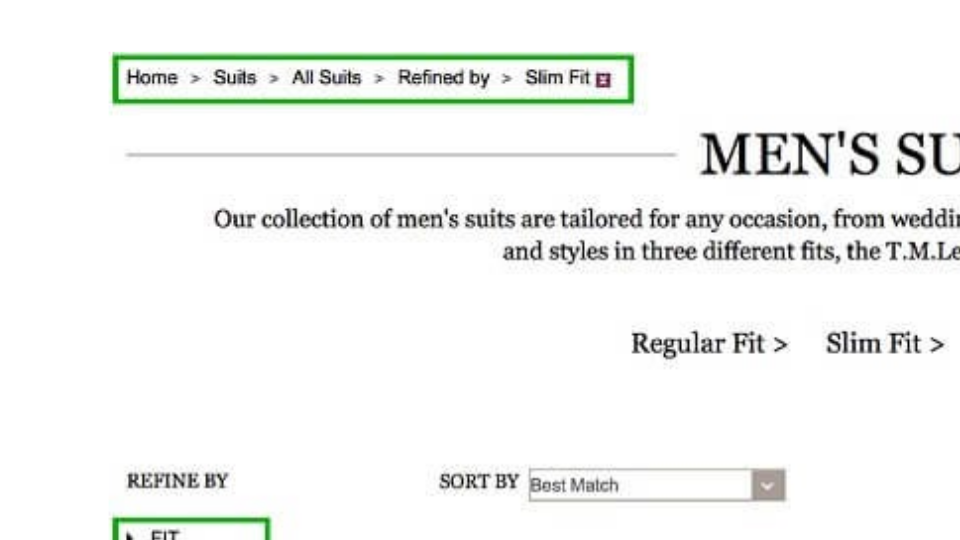 Home > Suits > All Suits > Refined by > Slim Fit
MEN'S SU
Our collection of men's suits are tailored for any occasion, from weddin
and styles in three different fits, the T.M.Le
Regular Fit > Slim Fit >
REFINE BY SORT BY Best Match
FIT